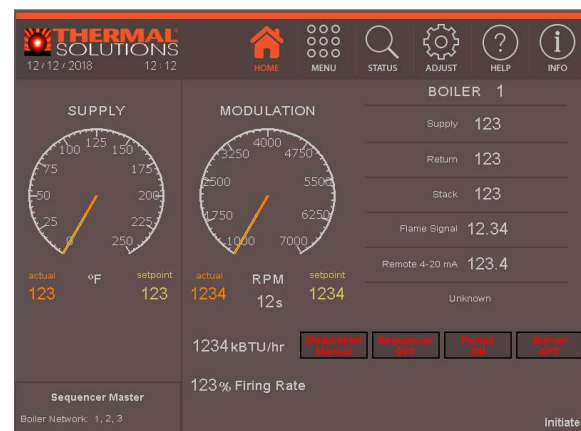 THERMAL
SOLUTIONS
12 / 12 / 2018 12 : 12
HOME
MENU
STATUS
ADJUST
HELP
INFO
SUPPLY
0
25
50
75
100
125
150
175
200
225
250
actual
°F
setpoint
123
123
MODULATION
1000
1750
2500
3250
4000
4750
5500
6250
7000
actual
RPM
setpoint
1234
12s
1234
BOILER 1
Supply 123
Return 123
Stack 123
Flame Signal 12.34
Remote 4-20 mA 123.4
Unknown
1234 kBTU/hr
Modulation
Manual
Sequencer
OFF
Pumps
ON
Burner
OFF
123 % Firing Rate
Sequencer Master
Boiler Network: 1, 2, 3
Initiate